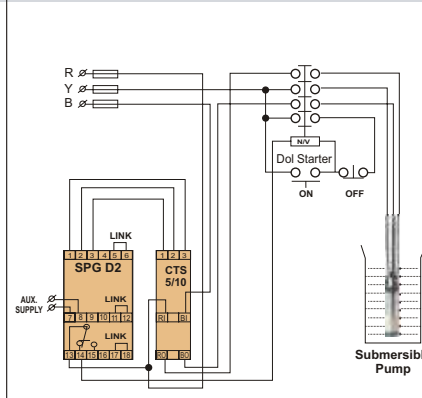 R
Y
B
N/V
Dol Starter
ON OFF
LINK
1 2 3 4 5 6
SPG D2
1 2 3
CTS
5/10
AUX.
SUPPLY
LINK
7 8 9 10 11 12
RI BI
LINK
13 14 15 16 17 18
RO BO
Submersible
Pump